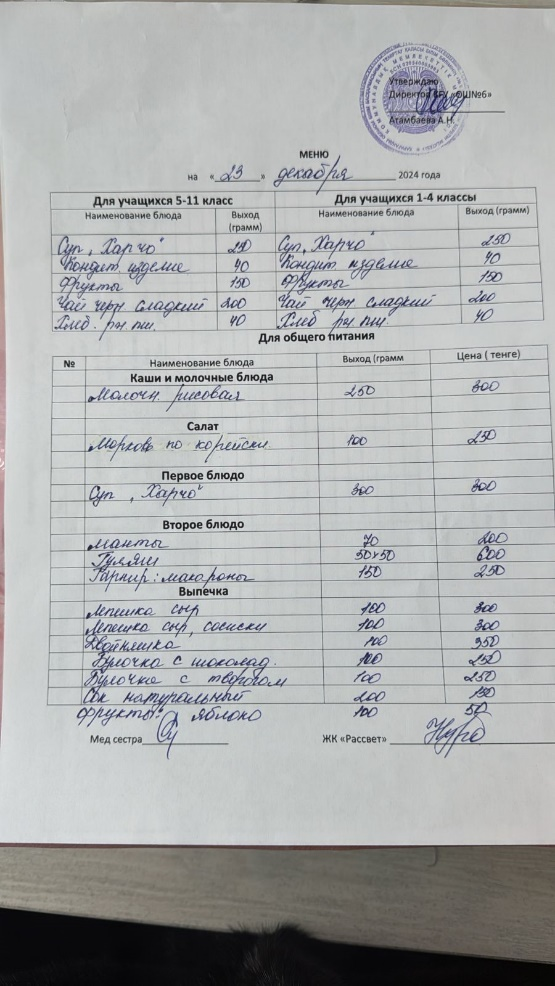 Утверждаю
Директор КГУ «ОШ№6»
Атамбаева А.Н.
МЕНЮ
на « 23 » декабря 2024 года
Для учащихся 5-11 класс Для учащихся 1-4 классы
Наименование блюда Выход (грамм) Наименование блюда Выход (грамм)
Суп „Харчо" 250 Суп „Харчо" 250
Кондит. изделие 40 Кондит изделие 40
Фрукты 150 Фрукты 150
Чай черн сладкий 200 Чай черн сладкий 200
Хлеб. рж.пш. 40 Хлеб рж.пш. 40
Для общего питания
№ Наименование блюда Выход (грамм Цена ( тенге)
Каши и молочные блюда
Молочн. рисовая 250 300
Салат
Морковь по корейски. 100 250
Первое блюдо
Суп „Харчо" 300 300
Второе блюдо
Манты 70 200
Гуляш 50×50 600
Гарнир: макароны 150 250
Выпечка
Лепешка сыр 100 300
Лепешка сыр, сосиски 100 300
Двойняшка 100 350
Булочка с шоколад. 100 250
Булочка с творогом 100 250
Сок натуральный 200 150
Фрукты: яблоко 100 50
Мед сестра ЖК «Рассвет»